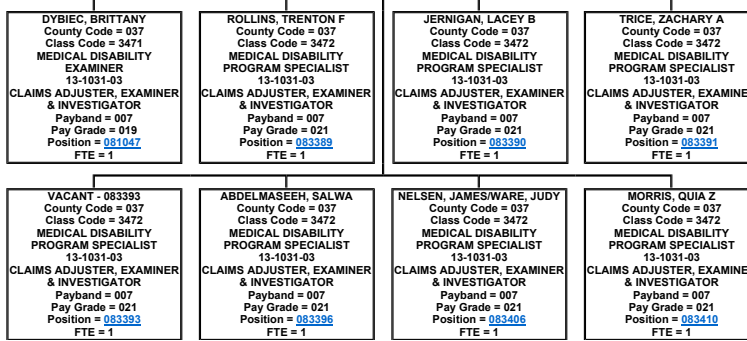 DYBIEC, BRITTANY
County Code = 037
Class Code = 3471
MEDICAL DISABILITY
EXAMINER
13-1031-03
CLAIMS ADJUSTER, EXAMINER
& INVESTIGATOR
Payband = 007
Pay Grade = 019
Position = 081047
FTE = 1
ROLLINS, TRENTON F
County Code = 037
Class Code = 3472
MEDICAL DISABILITY
PROGRAM SPECIALIST
13-1031-03
CLAIMS ADJUSTER, EXAMINER
& INVESTIGATOR
Payband = 007
Pay Grade = 021
Position = 083389
FTE = 1
JERNIGAN, LACEY B
County Code = 037
Class Code = 3472
MEDICAL DISABILITY
PROGRAM SPECIALIST
13-1031-03
CLAIMS ADJUSTER, EXAMINER
& INVESTIGATOR
Payband = 007
Pay Grade = 021
Position = 083390
FTE = 1
TRICE, ZACHARY A
County Code = 037
Class Code = 3472
MEDICAL DISABILITY
PROGRAM SPECIALIST
13-1031-03
CLAIMS ADJUSTER, EXAMINE
& INVESTIGATOR
Payband = 007
Pay Grade = 021
Position = 083391
FTE = 1
VACANT - 083393
County Code = 037
Class Code = 3472
MEDICAL DISABILITY
PROGRAM SPECIALIST
13-1031-03
CLAIMS ADJUSTER, EXAMINER
& INVESTIGATOR
Payband = 007
Pay Grade = 021
Position = 083393
FTE = 1
ABDELMASEEH, SALWA
County Code = 037
Class Code = 3472
MEDICAL DISABILITY
PROGRAM SPECIALIST
13-1031-03
CLAIMS ADJUSTER, EXAMINER
& INVESTIGATOR
Payband = 007
Pay Grade = 021
Position = 083396
FTE = 1
NELSEN, JAMES/WARE, JUDY
County Code = 037
Class Code = 3472
MEDICAL DISABILITY
PROGRAM SPECIALIST
13-1031-03
CLAIMS ADJUSTER, EXAMINER
& INVESTIGATOR
Payband = 007
Pay Grade = 021
Position = 083406
FTE = 1
MORRIS, QUIA Z
County Code = 037
Class Code = 3472
MEDICAL DISABILITY
PROGRAM SPECIALIST
13-1031-03
CLAIMS ADJUSTER, EXAMINE
& INVESTIGATOR
Payband = 007
Pay Grade = 021
Position = 083410
FTE = 1